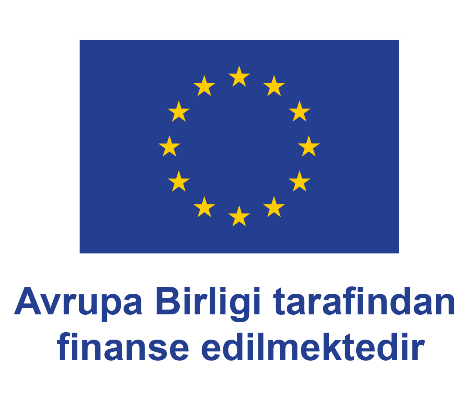 Avrupa Birligi tarafindan
finanse edilmektedir